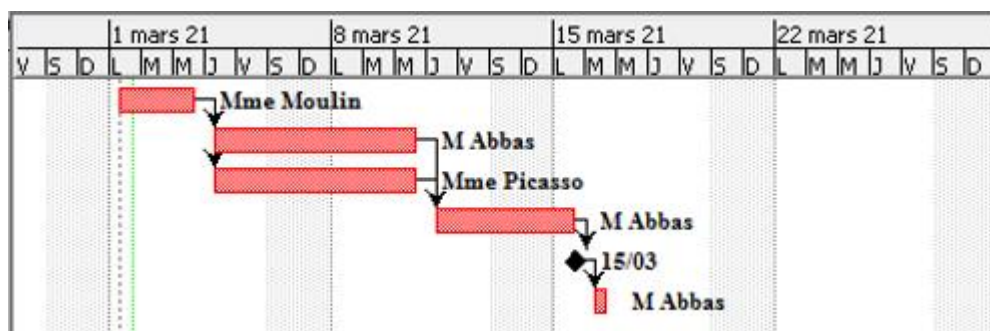 1 mars 21 8 mars 21 15 mars 21 22 mars 21
V S D L M M J V S D L M M J V S D L M M J V S D L M M J V S D
Mme Moulin
M Abbas
Mme Picasso
M Abbas
15/03
M Abbas